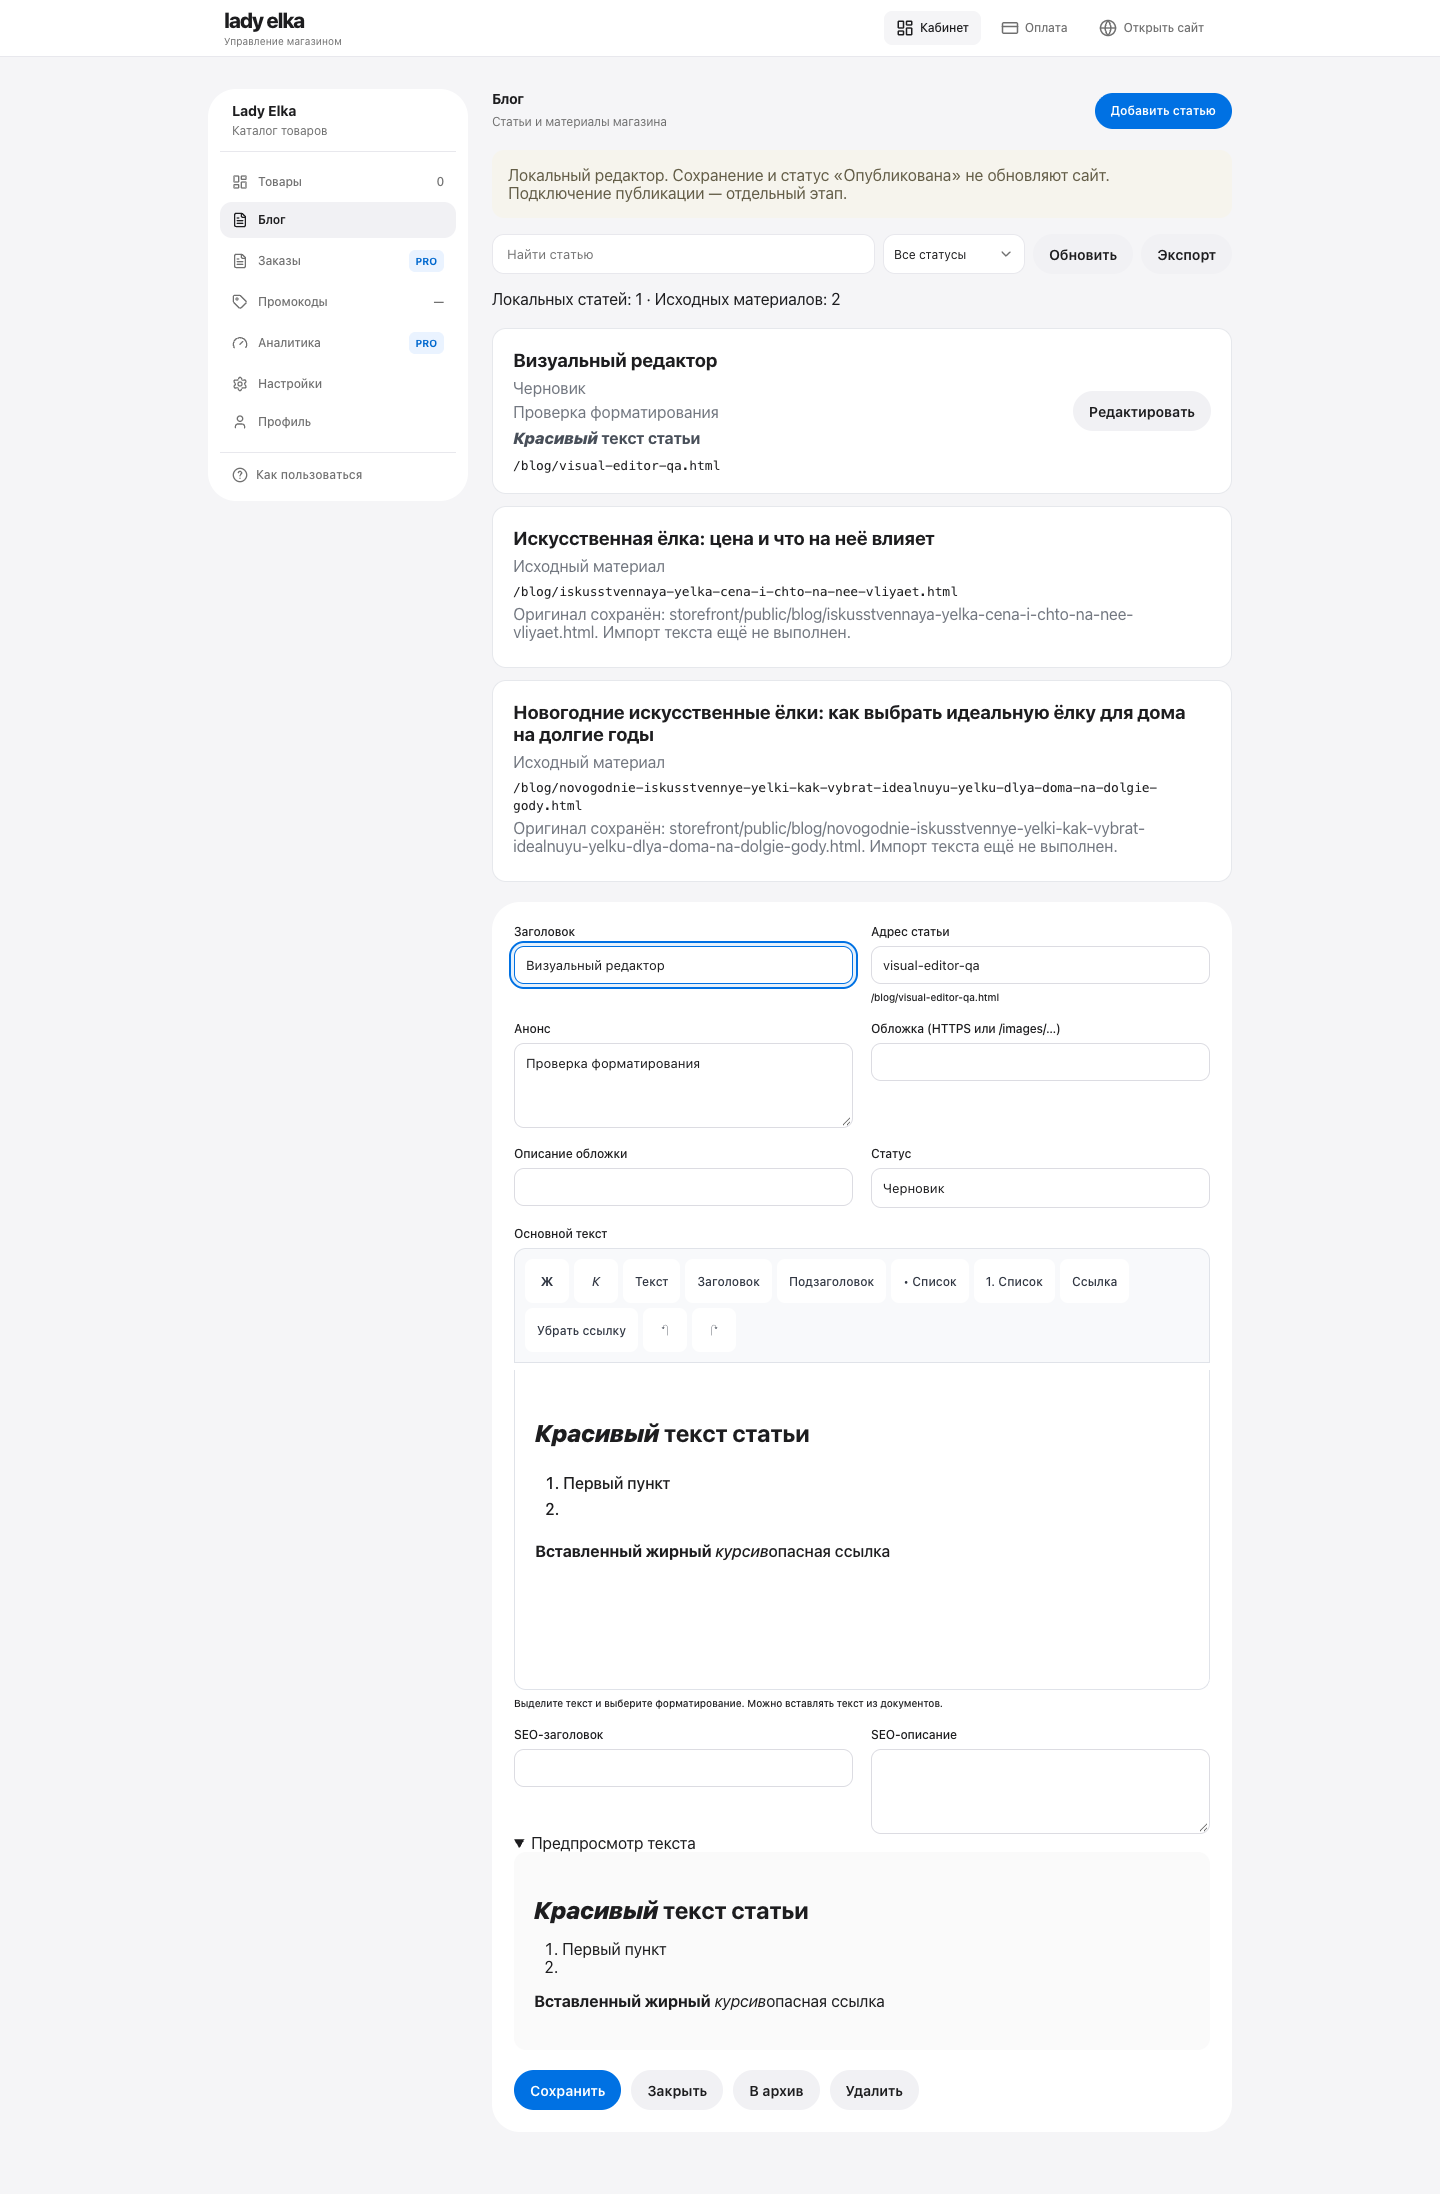 lady elka
Управление магазином
Кабинет
Оплата
Открыть сайт
Lady Elka
Каталог товаров
Товары 0
Блог
Заказы PRO
Промокоды —
Аналитика PRO
Настройки
Профиль
Как пользоваться
Блог
Статьи и материалы магазина
Добавить статью
Локальный редактор. Сохранение и статус «Опубликована» не обновляют сайт.
Подключение публикации — отдельный этап.
Найти статью
Все статусы
Обновить
Экспорт
Локальных статей: 1 · Исходных материалов: 2
Визуальный редактор
Черновик
Проверка форматирования
Красивый текст статьи
/blog/visual-editor-qa.html
Редактировать
Искусственная ёлка: цена и что на неё влияет
Исходный материал
/blog/iskusstvennaya-yelka-cena-i-chto-na-nee-vliyaet.html
Оригинал сохранён: storefront/public/blog/iskusstvennaya-yelka-cena-i-chto-na-nee-
vliyaet.html. Импорт текста ещё не выполнен.
Новогодние искусственные ёлки: как выбрать идеальную ёлку для дома
на долгие годы
Исходный материал
/blog/novogodnie-iskusstvennye-yelki-kak-vybrat-idealnuyu-yelku-dlya-doma-na-dolgie-
gody.html
Оригинал сохранён: storefront/public/blog/novogodnie-iskusstvennye-yelki-kak-vybrat-
idealnuyu-yelku-dlya-doma-na-dolgie-gody.html. Импорт текста ещё не выполнен.
Заголовок
Визуальный редактор
Адрес статьи
visual-editor-qa
/blog/visual-editor-qa.html
Анонс
Проверка форматирования
Обложка (HTTPS или /images/…)
Описание обложки
Статус
Черновик
Основной текст
Ж
К
Текст
Заголовок
Подзаголовок
• Список
1. Список
Ссылка
Убрать ссылку
Красивый текст статьи
1. Первый пункт
2.
Вставленный жирный курсивопасная ссылка
Выделите текст и выберите форматирование. Можно вставлять текст из документов.
SEO-заголовок
SEO-описание
▼ Предпросмотр текста
Красивый текст статьи
1. Первый пункт
2.
Вставленный жирный курсивопасная ссылка
Сохранить
Закрыть
В архив
Удалить